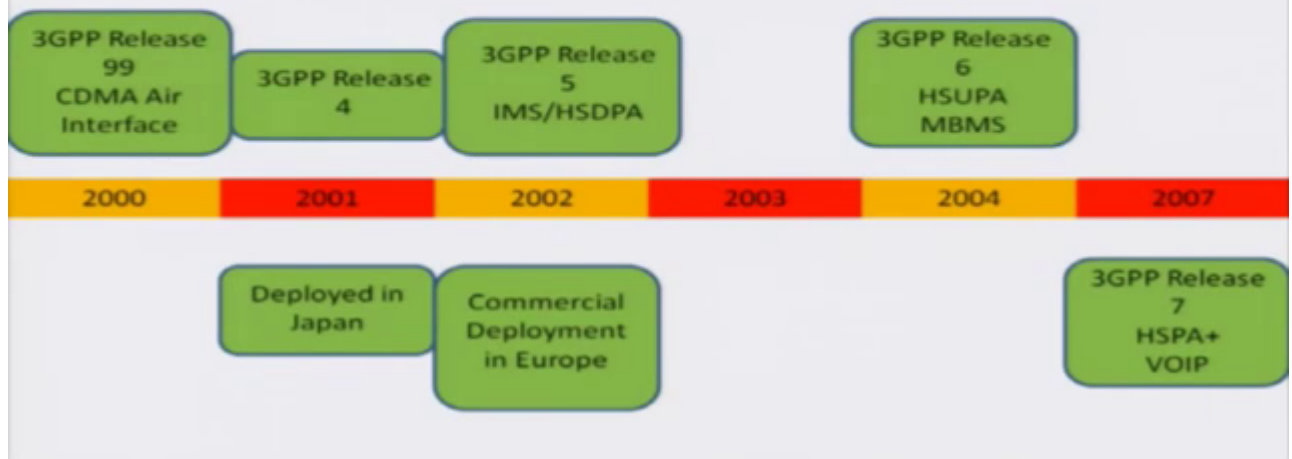 3GPP Release
99
CDMA Air
Interface
3GPP Release
4
3GPP Release
5
IMS/HSDPA
3GPP Release
6
HSUPA
MBMS
2000
2001
2002
2003
2004
2007
Deployed in
Japan
Commercial
Deployment
in Europe
3GPP Release
7
HSPA+
VOIP